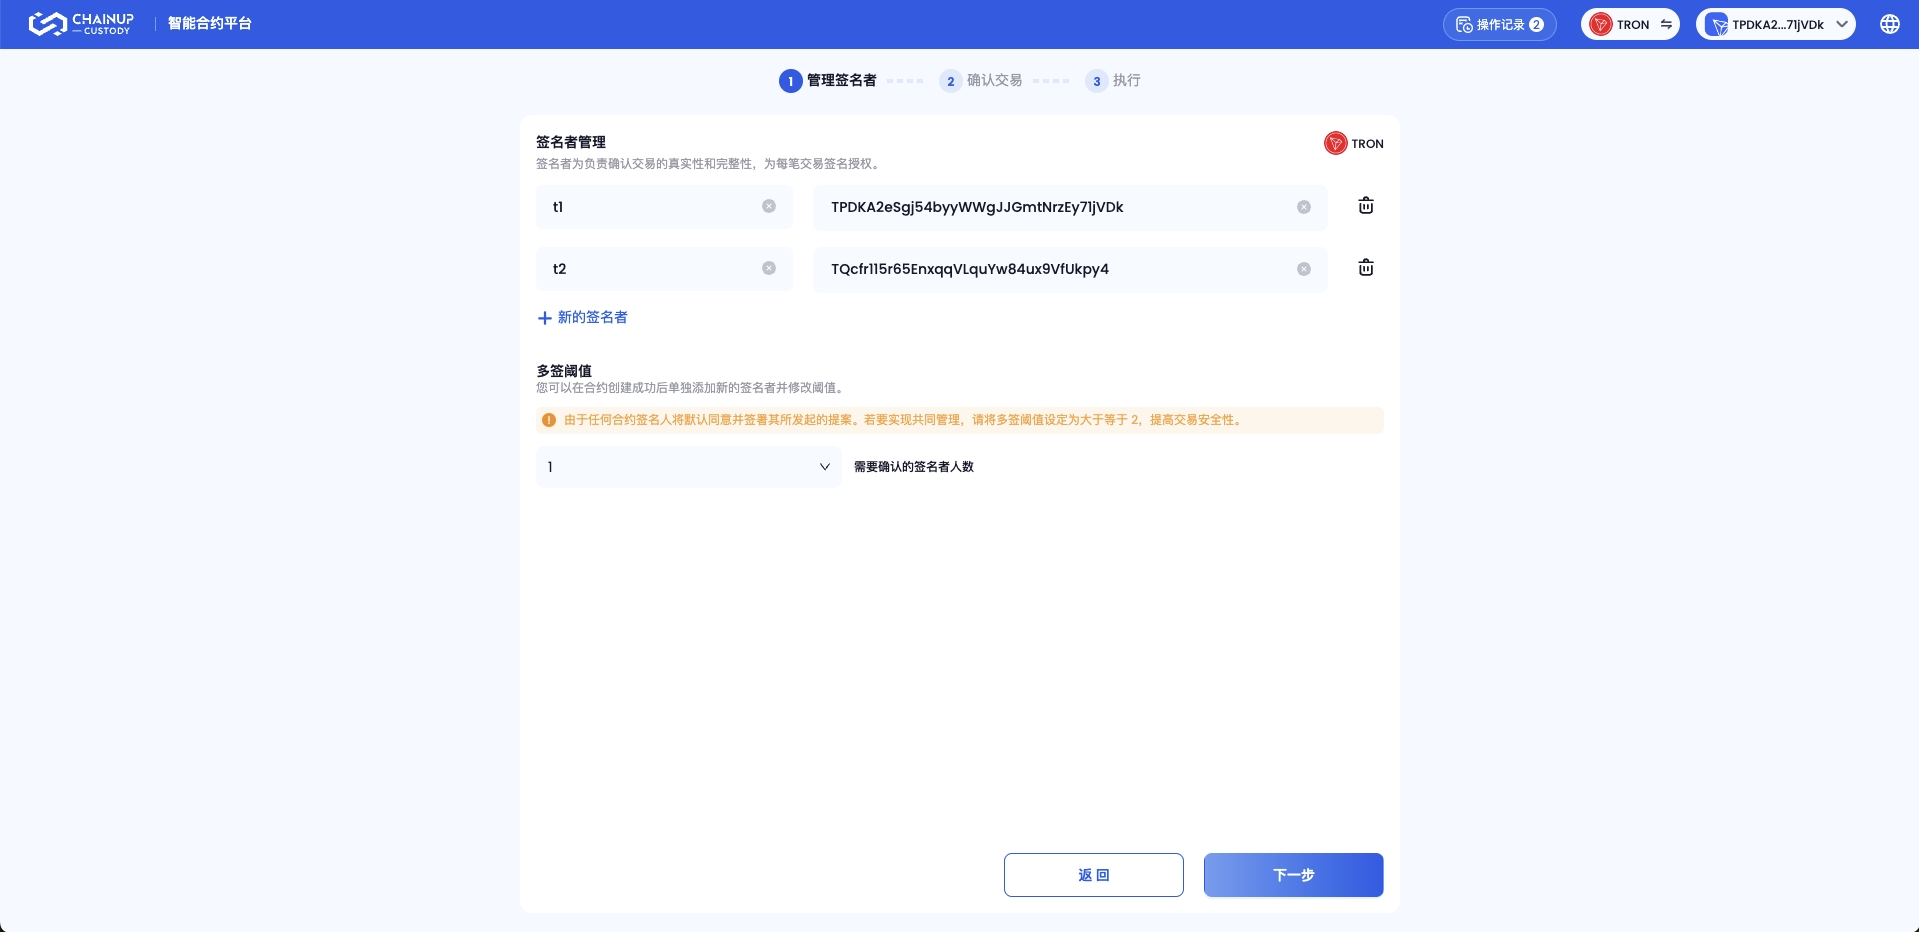 CHAINUP
CUSTODY
智能合约平台
操作记录 2
TRON
TPDKA2...71jVDk
1 管理签名者
2 确认交易
3 执行
签名者管理
TRON
签名者为负责确认交易的真实性和完整性，为每笔交易签名授权。
t1
TPDKA2eSgj54byyWWgJJGmtNrzEy71jVDk
t2
TQcfr115r65EnxqqVLquYw84ux9VfUkpy4
新的签名者
多签阈值
您可以在合约创建成功后单独添加新的签名者并修改阈值。
由于任何合约签名人将默认同意并签署其所发起的提案。若要实现共同管理，请将多签阈值设定为大于等于 2，提高交易安全性。
1
需要确认的签名者人数
返 回
下一步